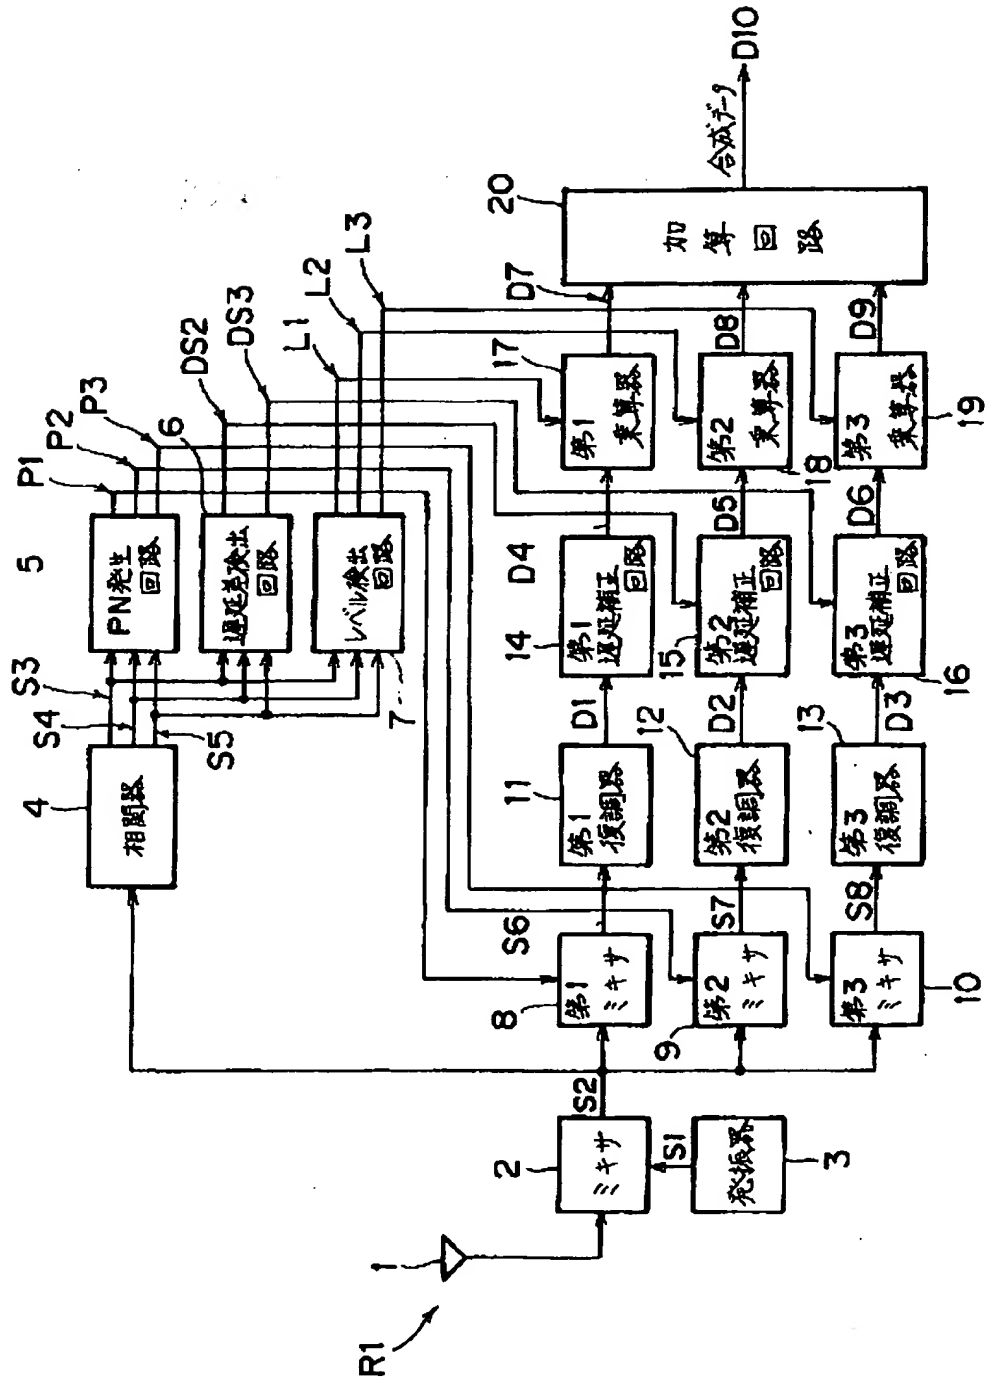 R1
1
2
ミキサ
S1
発振器
3
S2
4
相関器
S3
S4
S5
5
PN発生
回路
P1
P2
P3
6
遅延差検出
回路
DS2
DS3
7
レベル検出
回路
L1
L2
L3
8
第1
ミキサ
S6
11
第1
復調器
D1
14
第1
遅延補正
回路
D4
17
第1
乗算器
D7
9
第2
ミキサ
S7
12
第2
復調器
D2
15
第2
遅延補正
回路
D5
18
第2
乗算器
D8
10
第3
ミキサ
S8
13
第3
復調器
D3
16
第3
遅延補正
回路
D6
19
第3
乗算器
D9
20
加算回路
合成データ
D10